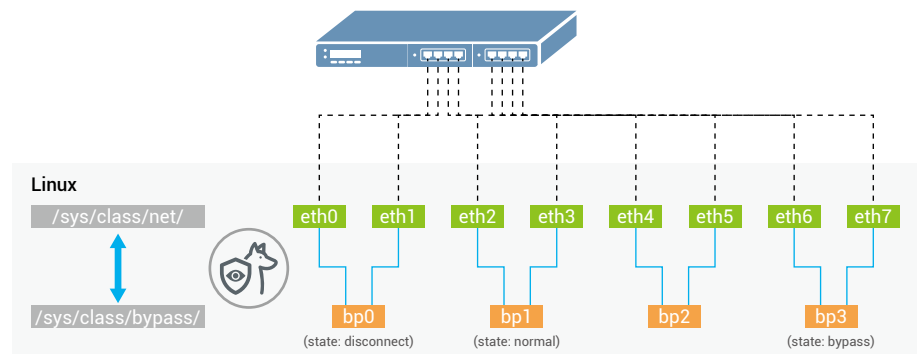 Linux
/sys/class/net/
eth0 eth1 eth2 eth3 eth4 eth5 eth6 eth7
/sys/class/bypass/
bp0 bp1 bp2 bp3
(state: disconnect) (state: normal) (state: bypass)